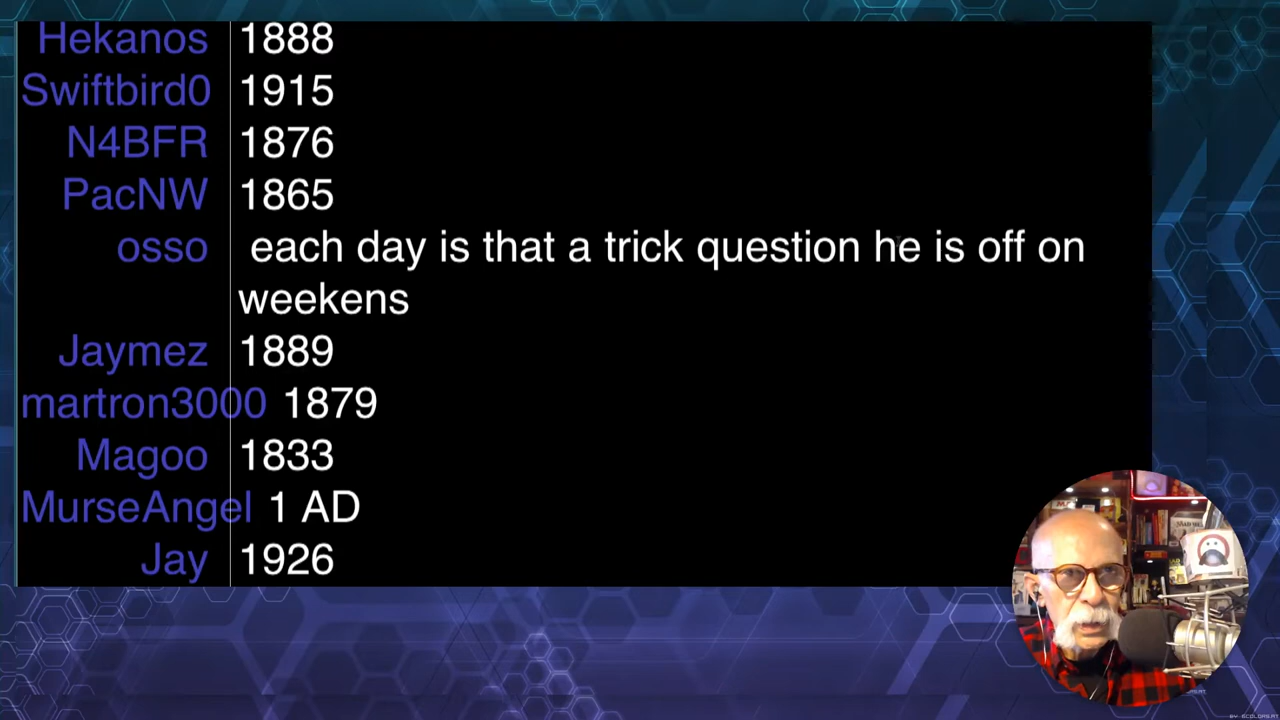 Hekanos 1888
Swiftbird0 1915
N4BFR 1876
PacNW 1865
osso each day is that a trick question he is off on
weekens
Jaymez 1889
martron3000 1879
Magoo 1833
MurseAngel 1 AD
Jay 1926